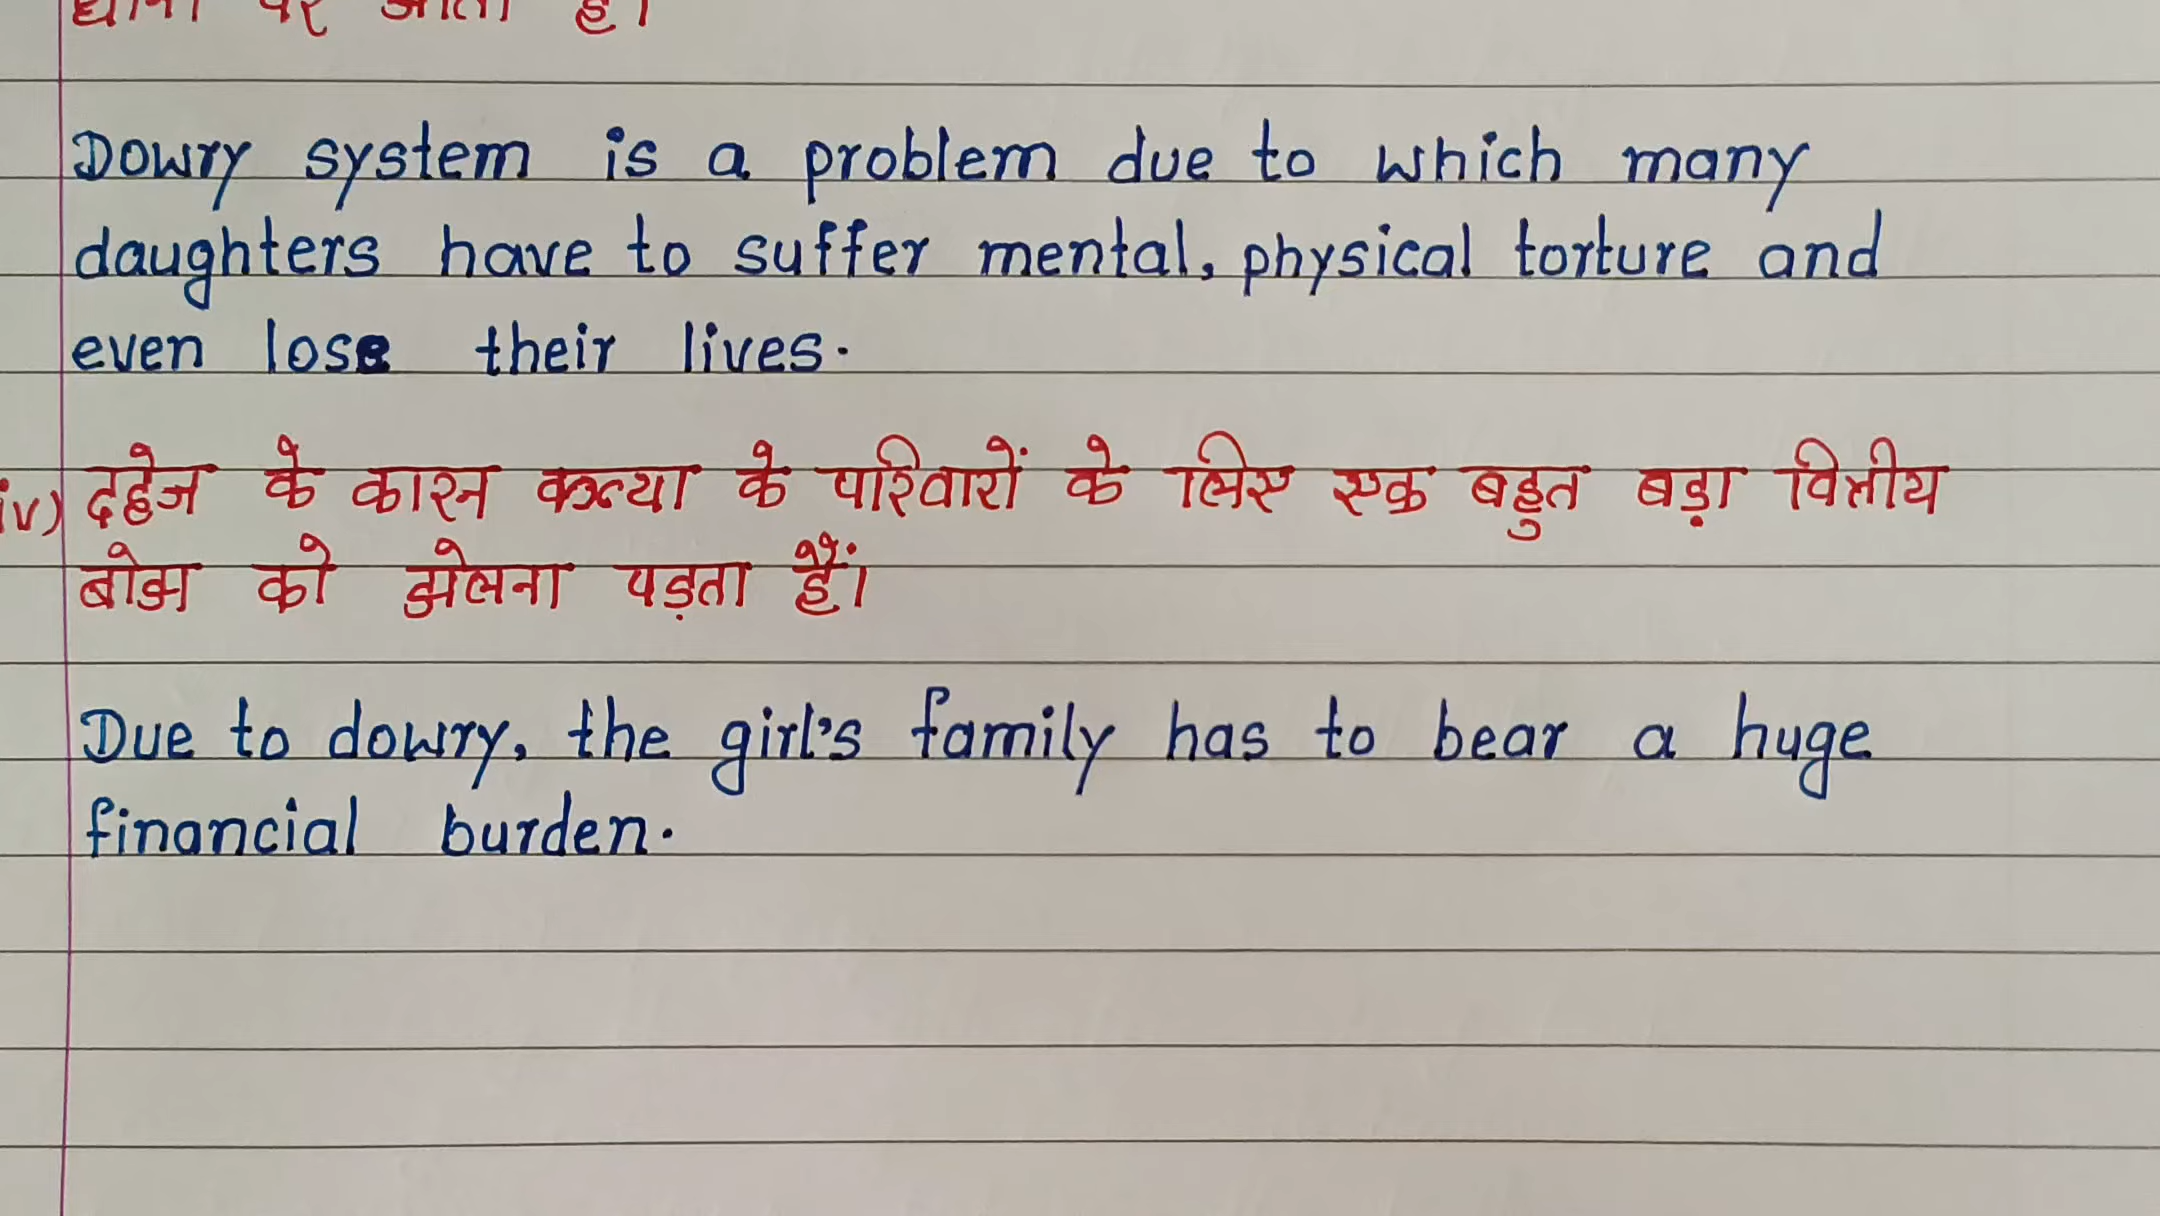 पर जाता है।
Dowry system is a problem due to which many
daughters have to suffer mental, physical torture and
even lose their lives.
iv) दहेज के कारन कन्या के परिवारों के लिए एक बहुत बड़ा वित्तीय
बोझ को झेलना पड़ता हैं।
Due to dowry, the girl's family has to bear a huge
financial burden.